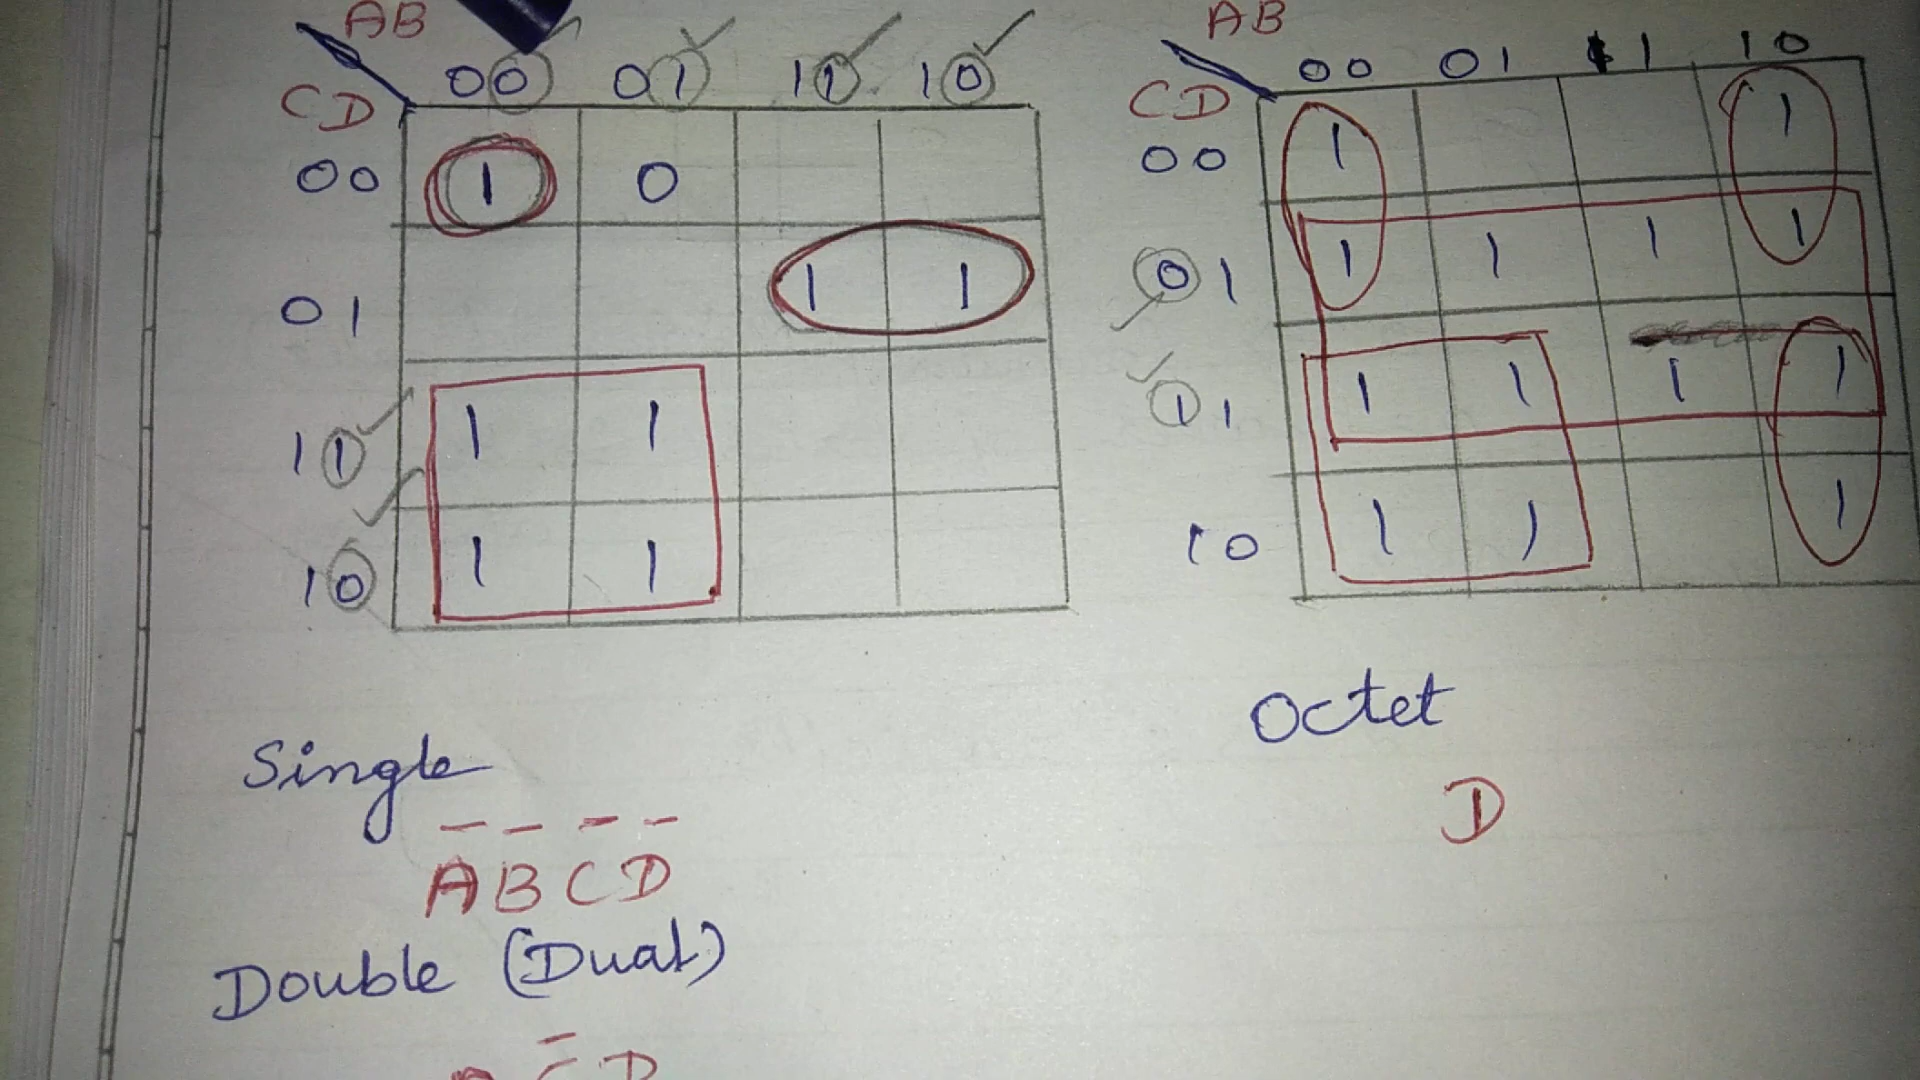 AB
00 01 11 10
CD
00 1 0
01 1 1
11 1 1
10 1 1
AB
00 01 11 10
CD
00 1 1
01 1 1 1 1
11 1 1 1 1
10 1 1 1
Single
A̅ B̅ C̅ D̅
Double (Dual)
Octet
D